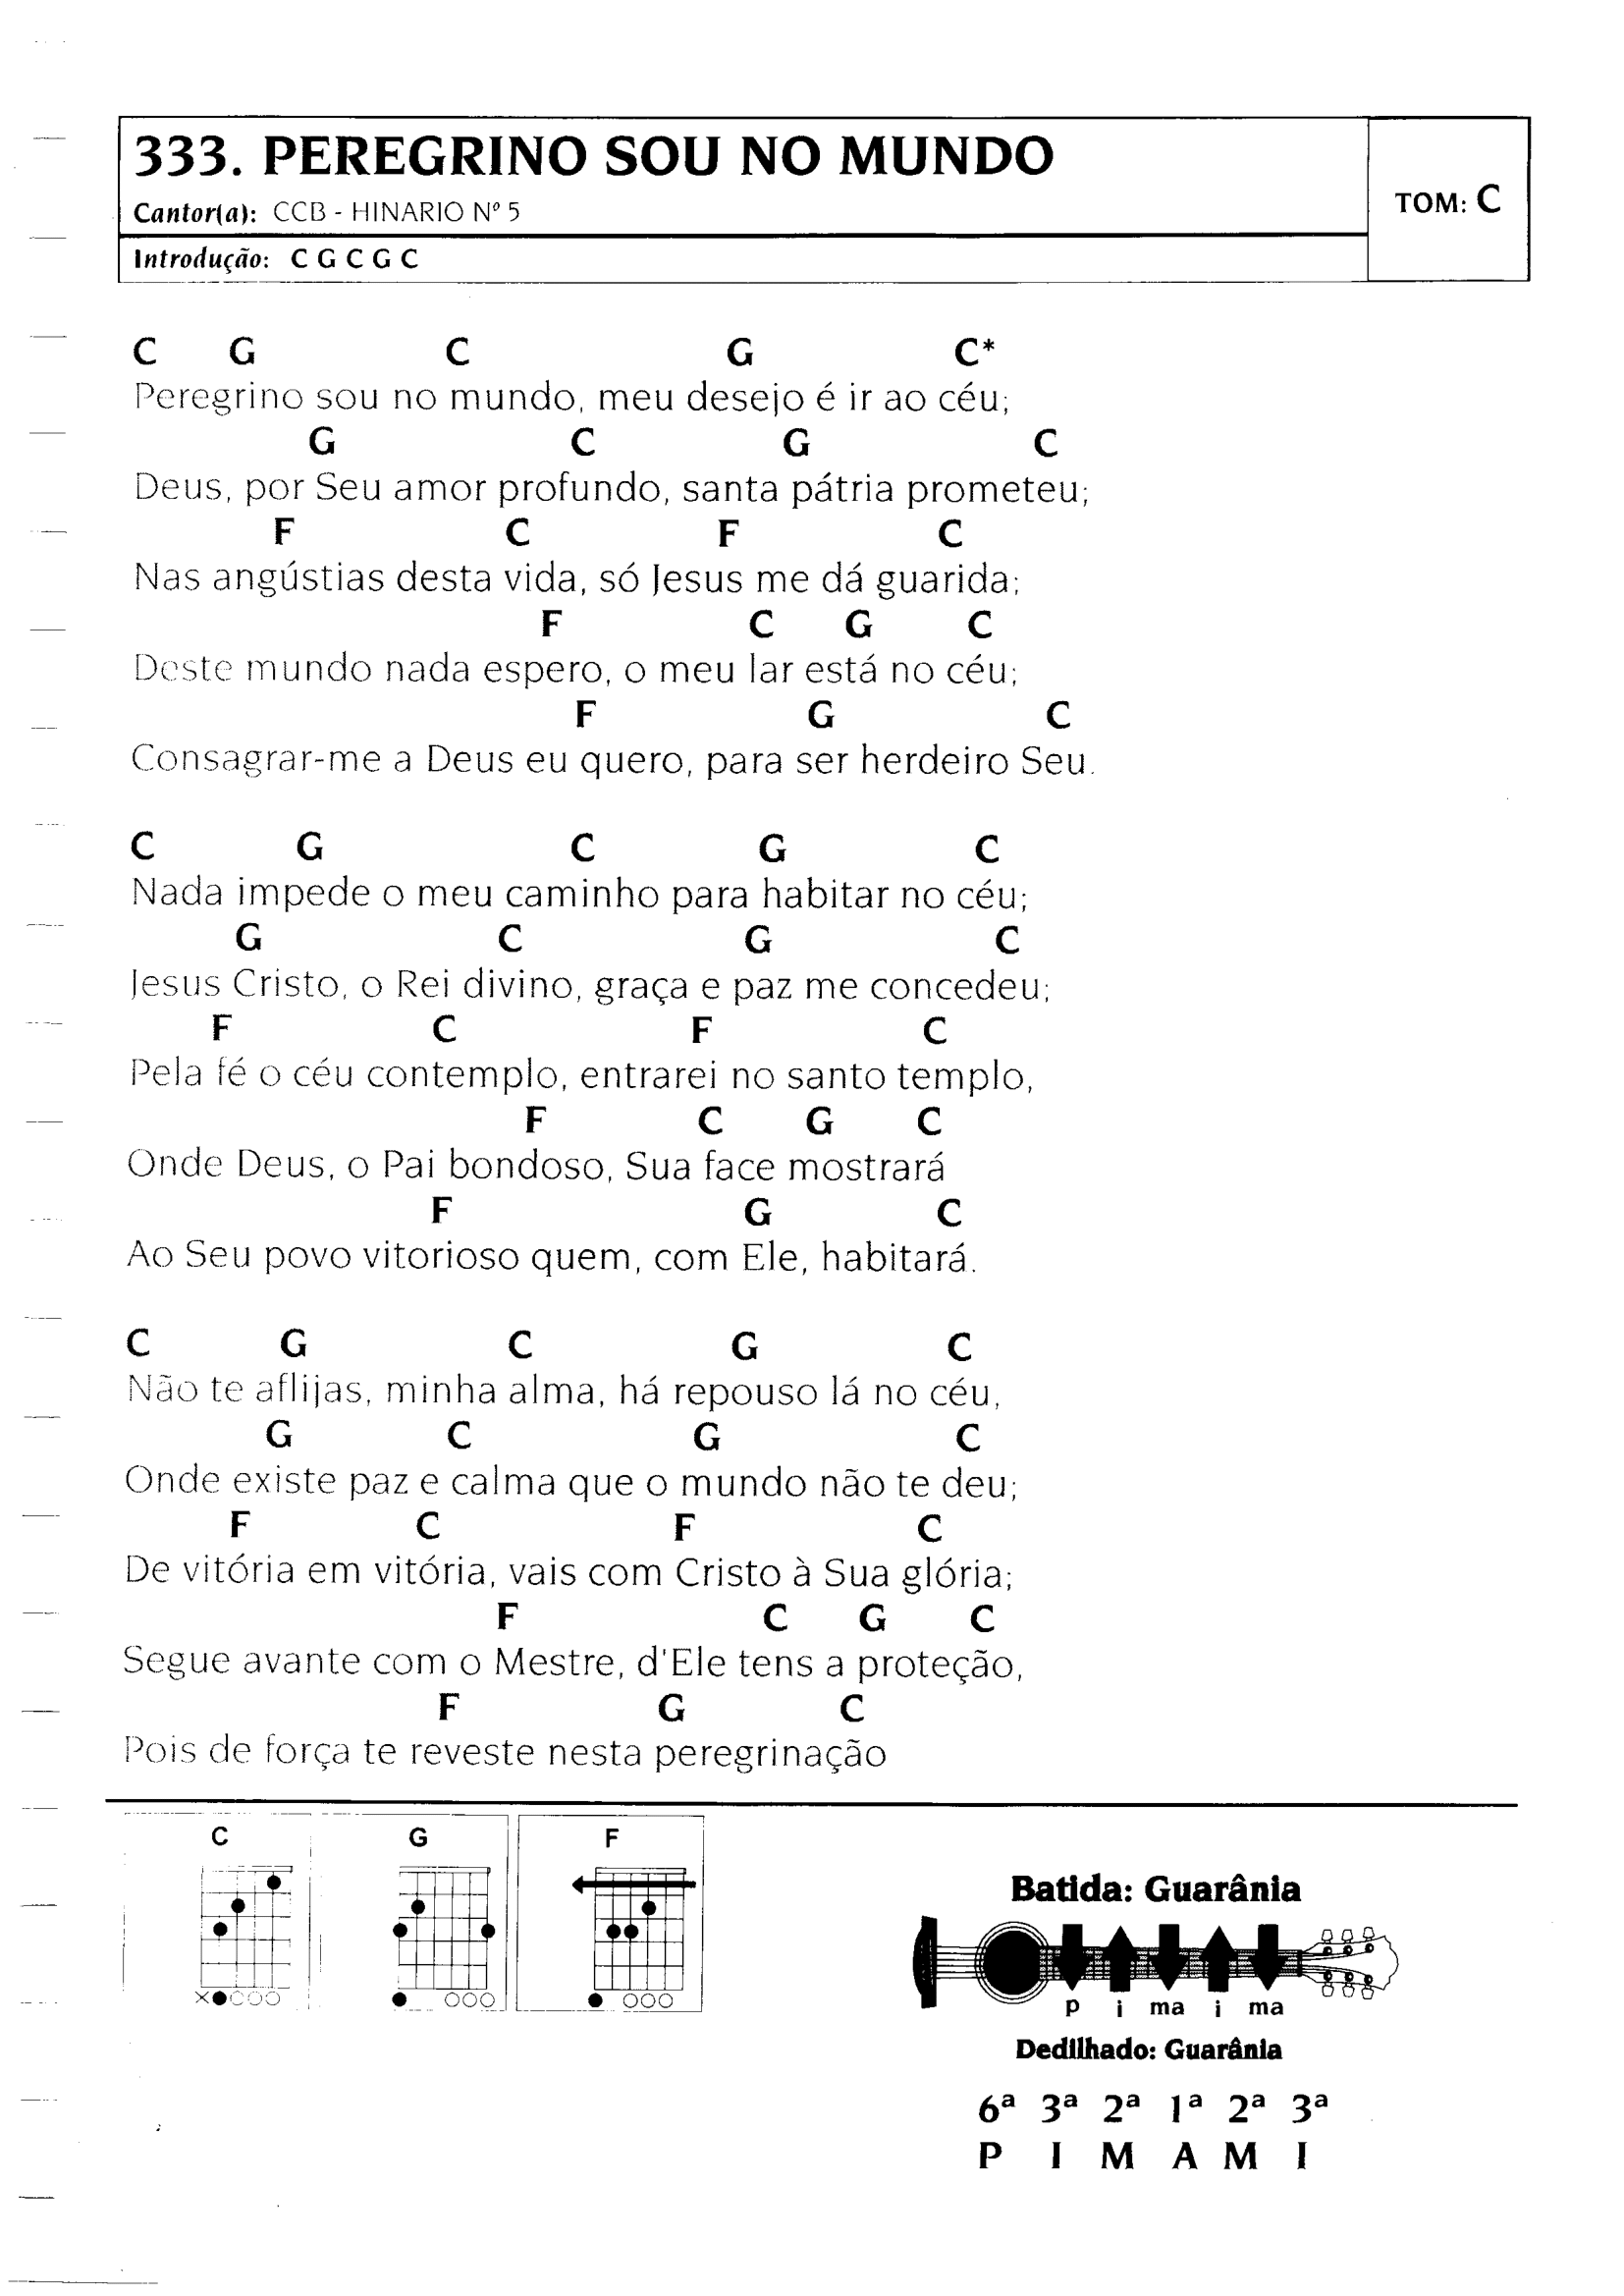 333. PEREGRINO SOU NO MUNDO
Cantor(a): CCB - HINARIO Nº 5
TOM: C
Introdução: C G C G C
C G C G C*
Peregrino sou no mundo, meu desejo é ir ao céu;
G C G C
Deus, por Seu amor profundo, santa pátria prometeu;
F C F C
Nas angústias desta vida, só Jesus me dá guarida;
F C G C
Deste mundo nada espero, o meu lar está no céu;
F G C
Consagrar-me a Deus eu quero, para ser herdeiro Seu.
C G C G C
Nada impede o meu caminho para habitar no céu;
G C G C
Jesus Cristo, o Rei divino, graça e paz me concedeu;
F C F C
Pela fé o céu contemplo, entrarei no santo templo,
F C G C
Onde Deus, o Pai bondoso, Sua face mostrará
F G C
Ao Seu povo vitorioso quem, com Ele, habitará.
C G C G C
Não te aflijas, minha alma, há repouso lá no céu,
G C G C
Onde existe paz e calma que o mundo não te deu;
F C F C
De vitória em vitória, vais com Cristo à Sua glória;
F C G C
Segue avante com o Mestre, d'Ele tens a proteção,
F G C
Pois de força te reveste nesta peregrinação
C G F
Batida: Guarânia
p i ma i ma
Dedilhado: Guarânia
6ª 3ª 2ª 1ª 2ª 3ª
P I M A M I